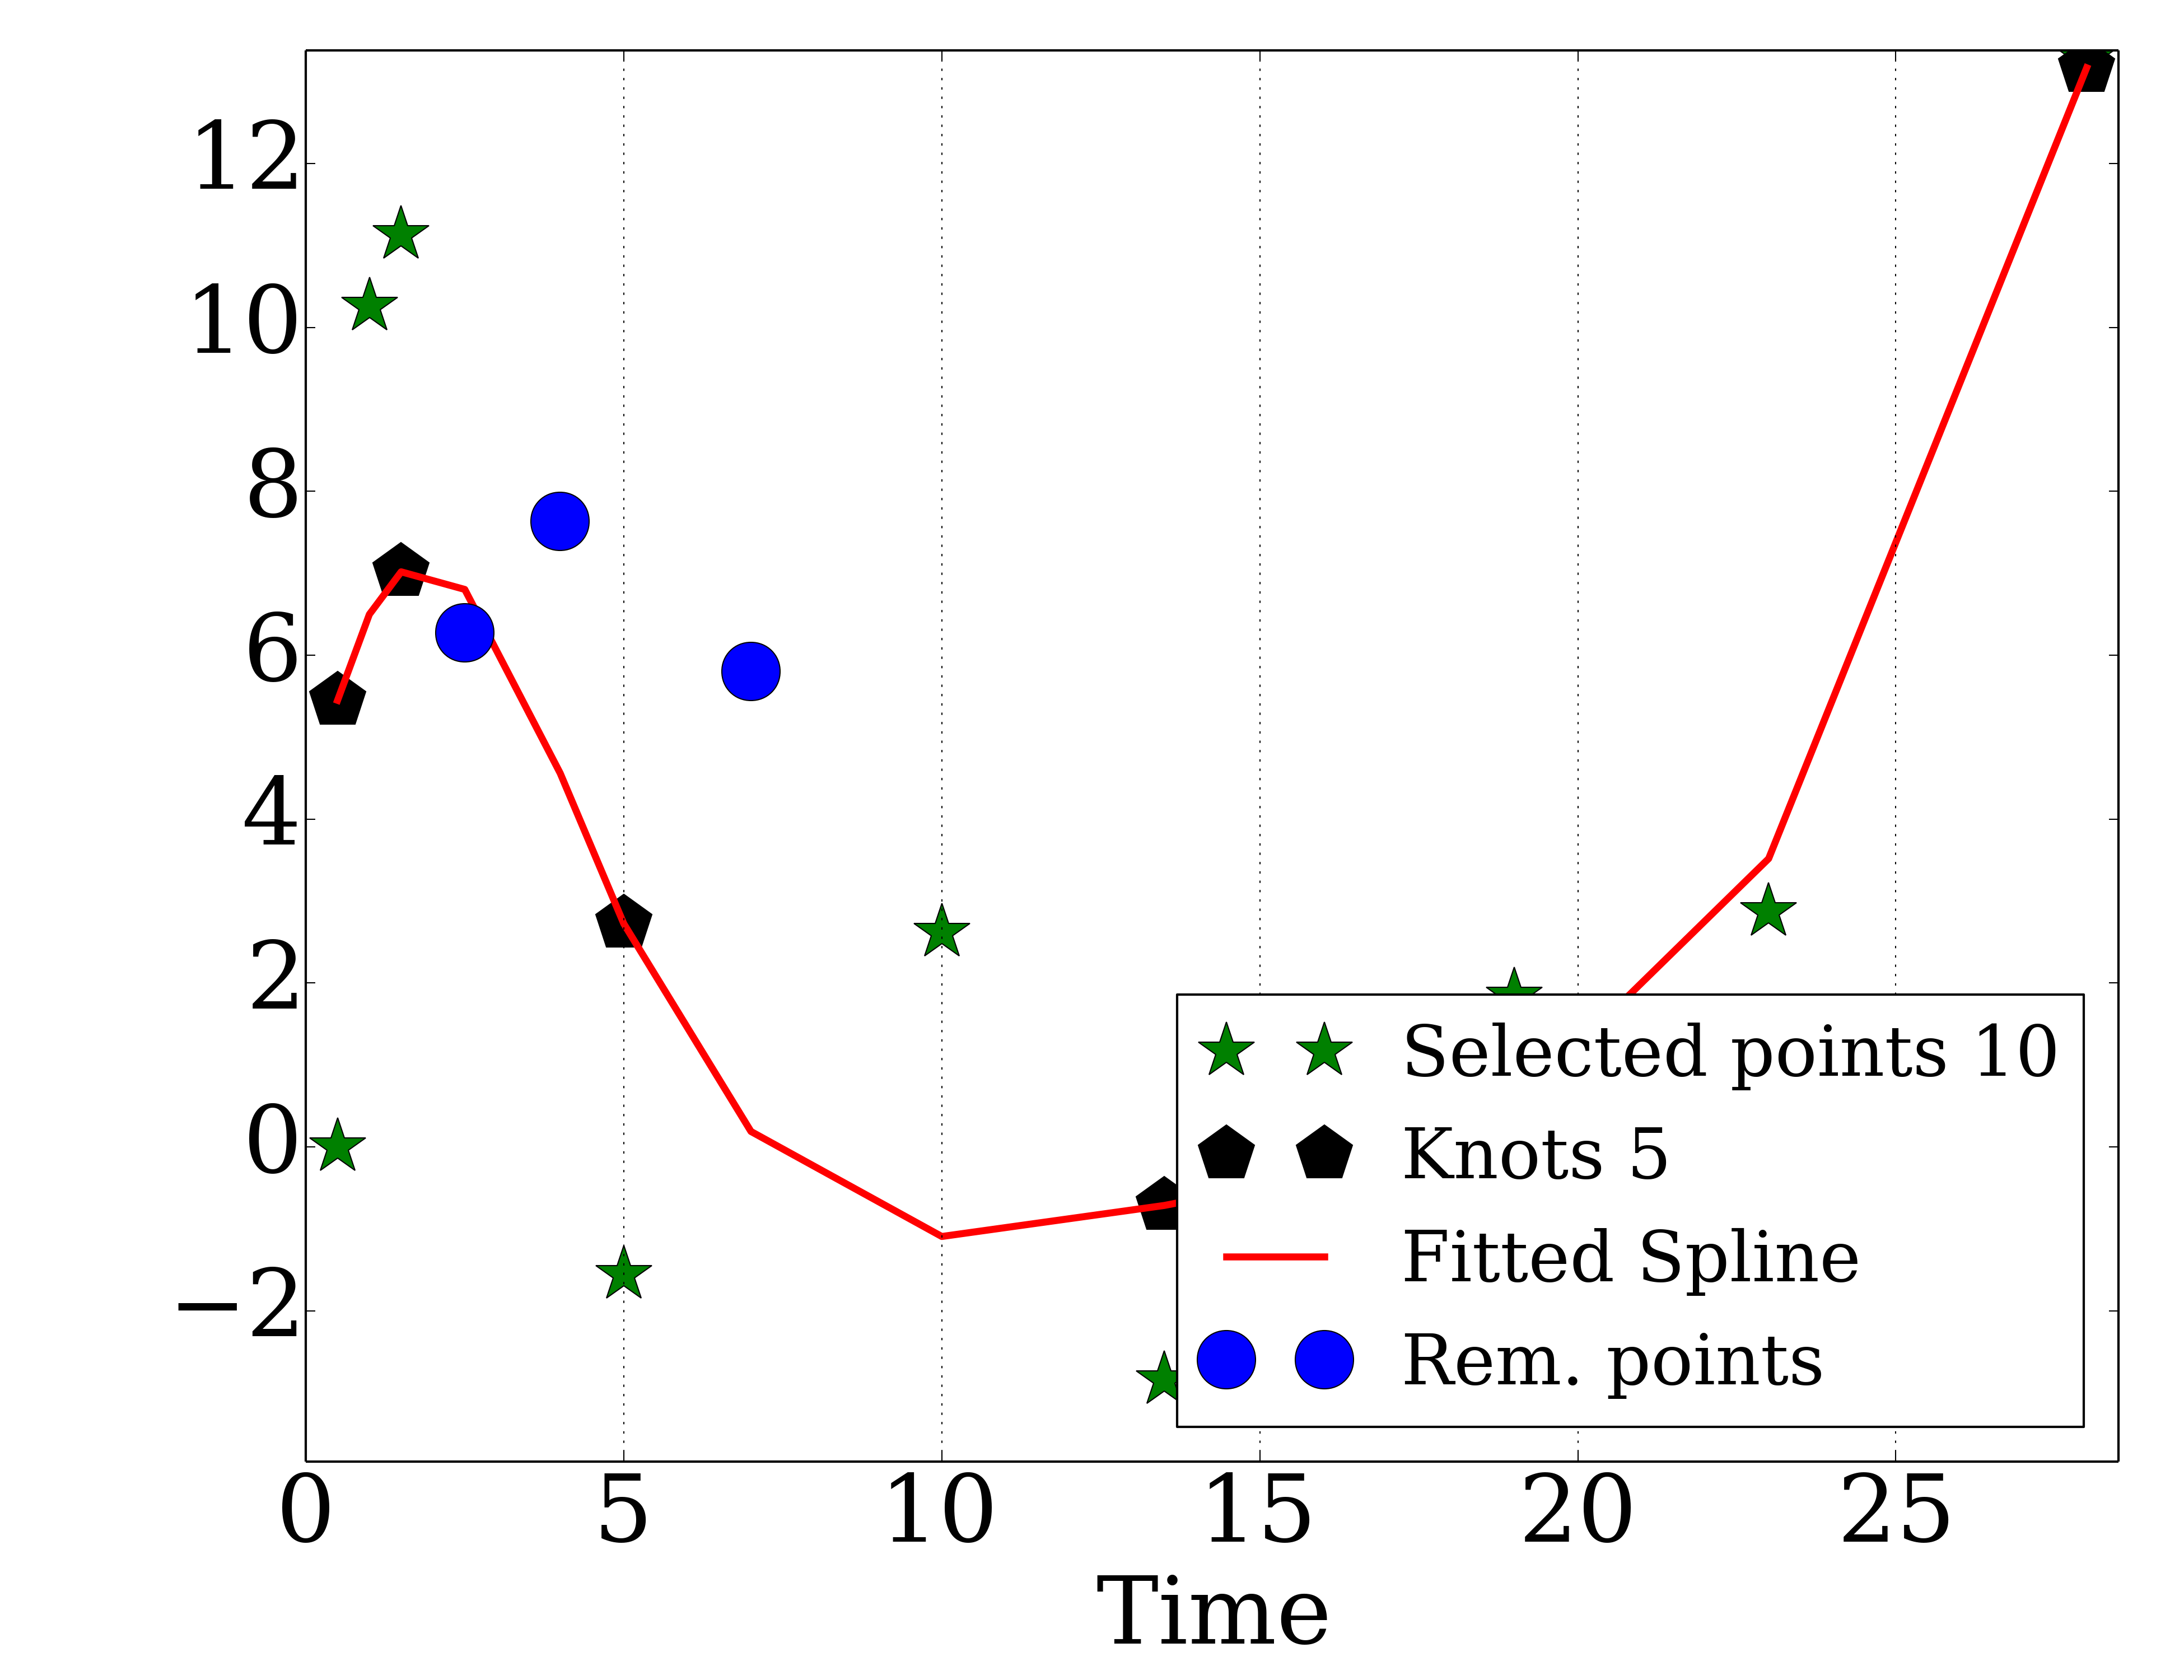 12
10
8
6
4
2
0
−2
Selected points 10
Knots 5
Fitted Spline
Rem. points
0 5 10 15 20 25
Time